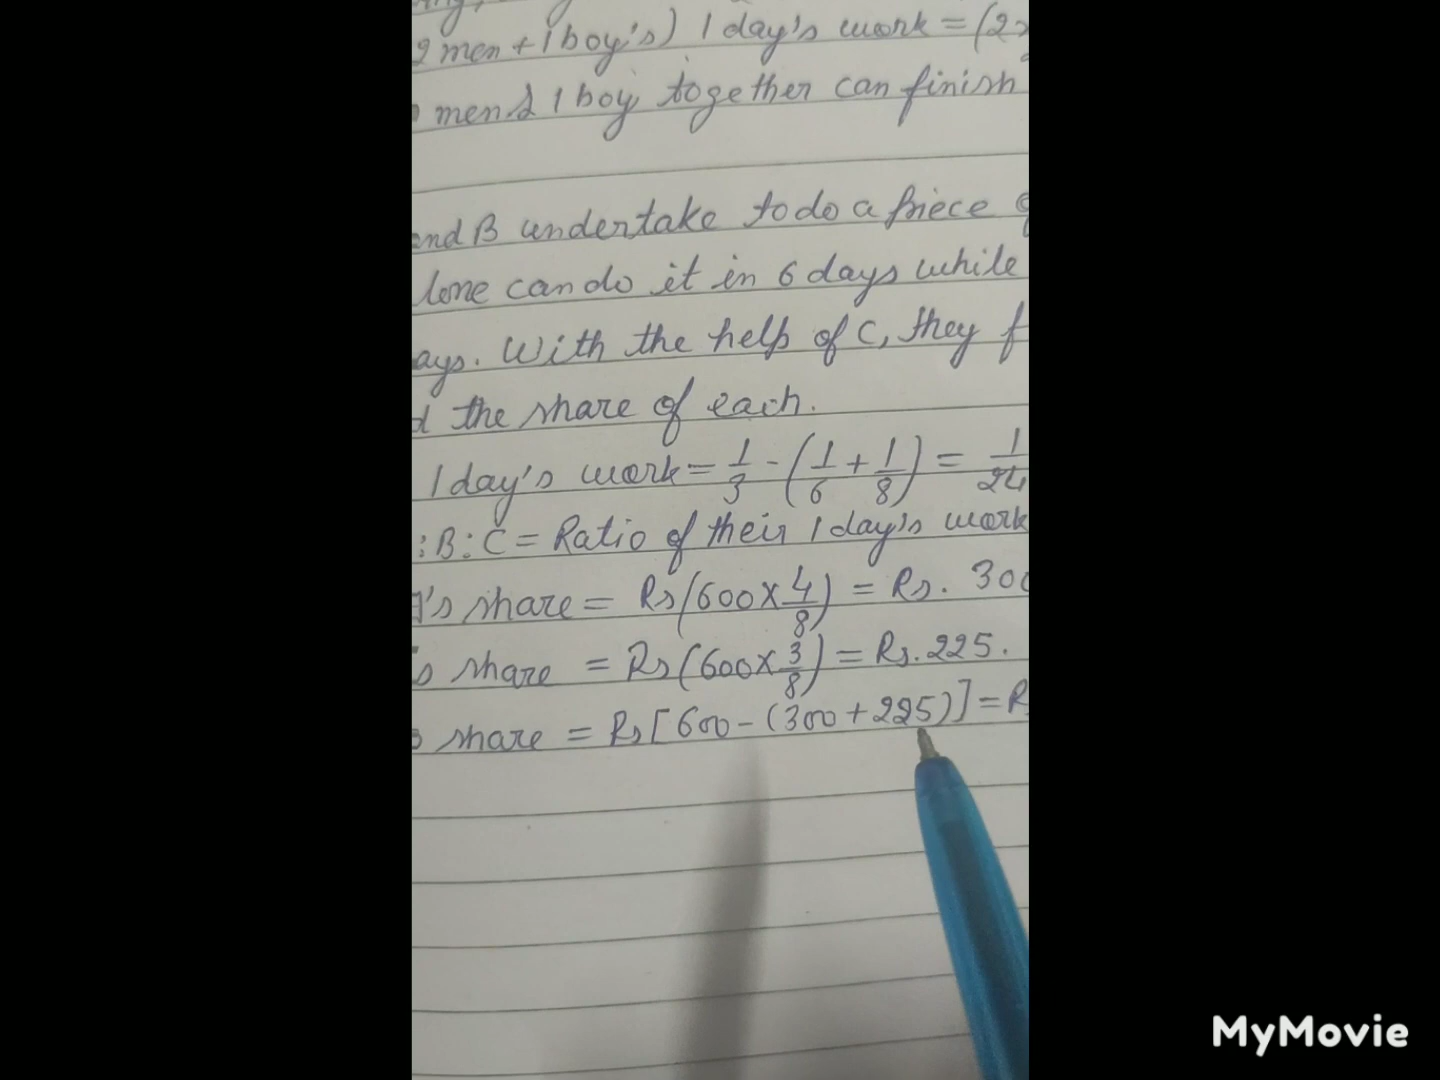 2 men + 1 boy's) 1 day's work = (2
men & 1 boy together can finish
and B undertake to do a piece
lone can do it in 6 days while
ays. With the help of C, they f
d the share of each.
1 day's work = 1/3 - (1/6 + 1/8) = 1/24
: B : C = Ratio of their 1 day's work
's share = Rs (600 × 4/8) = Rs. 300
s share = Rs (600 × 3/8) = Rs. 225.
share = Rs [600 - (300 + 225)] = R
MyMovie